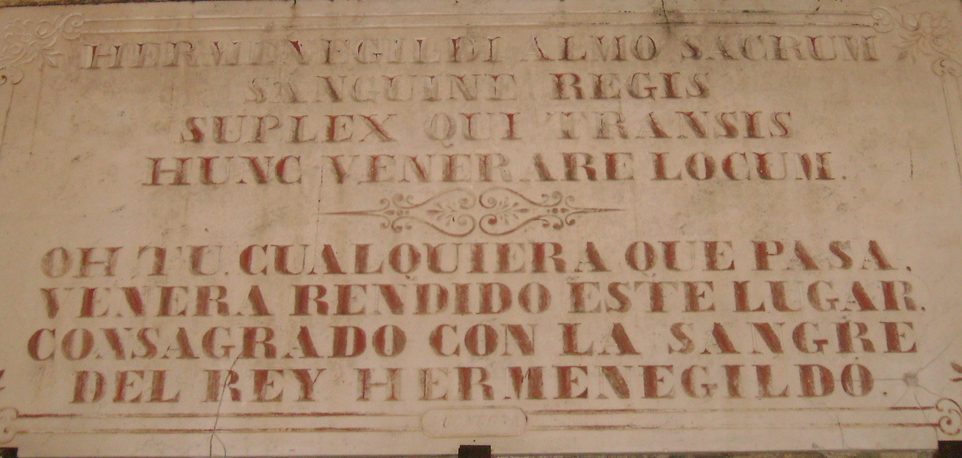 HERMENEGILDI ALMO SACRUM
SANGUINE REGIS
SUPLEX QUI TRANSIS
HUNC VENERARE LOCUM.
OH TU. CUALQUIERA QUE PASA.
VENERA RENDIDO ESTE LUGAR.
CONSAGRADO CON LA SANGRE
DEL REY HERMENEGILDO.